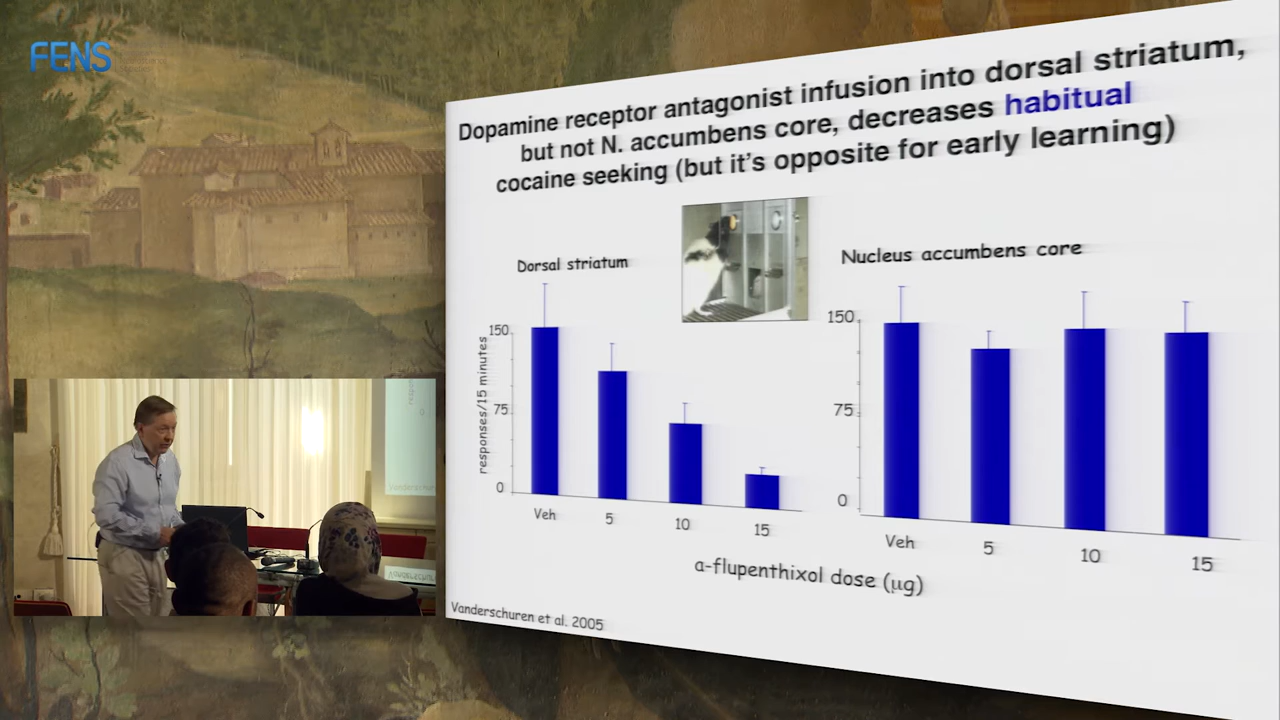 FENS
Dopamine receptor antagonist infusion into dorsal striatum,
but not N. accumbens core, decreases habitual
cocaine seeking (but it's opposite for early learning)
Dorsal striatum
Nucleus accumbens core
responses/15 minutes
150
75
0
Veh
5
10
15
150
75
0
Veh
5
10
15
α-flupenthixol dose (μg)
Vanderschuren et al. 2005